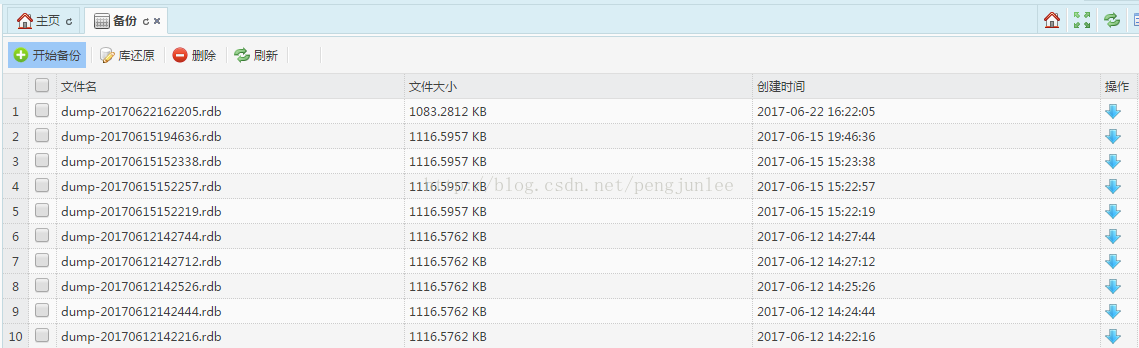 主页 备份
开始备份 库还原 删除 刷新
文件名 文件大小 创建时间 操作
1 dump-20170622162205.rdb 1083.2812 KB 2017-06-22 16:22:05
2 dump-20170615194636.rdb 1116.5957 KB 2017-06-15 19:46:36
3 dump-20170615152338.rdb 1116.5957 KB 2017-06-15 15:23:38
4 dump-20170615152257.rdb 1116.5957 KB 2017-06-15 15:22:57
http://blog.csdn.net/pengjunlee
5 dump-20170615152219.rdb 1116.5957 KB 2017-06-15 15:22:19
6 dump-20170612142744.rdb 1116.5762 KB 2017-06-12 14:27:44
7 dump-20170612142712.rdb 1116.5762 KB 2017-06-12 14:27:12
8 dump-20170612142526.rdb 1116.5762 KB 2017-06-12 14:25:26
9 dump-20170612142444.rdb 1116.5762 KB 2017-06-12 14:24:44
10 dump-20170612142216.rdb 1116.5762 KB 2017-06-12 14:22:16